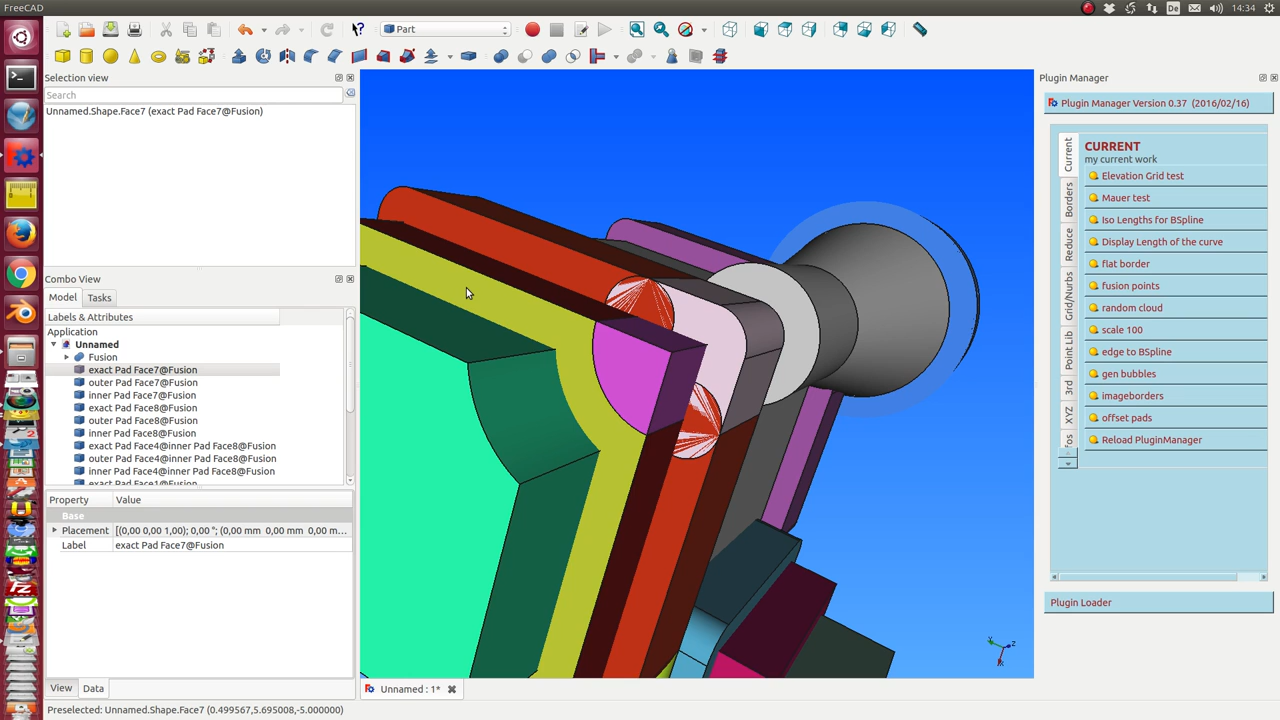 FreeCAD
De
14:34
Part
Selection view
Search
Unnamed.Shape.Face7 (exact Pad Face7@Fusion)
Combo View
Model
Tasks
Labels & Attributes
Application
Unnamed
Fusion
exact Pad Face7@Fusion
outer Pad Face7@Fusion
inner Pad Face7@Fusion
exact Pad Face8@Fusion
outer Pad Face8@Fusion
inner Pad Face8@Fusion
exact Pad Face4@inner Pad Face8@Fusion
outer Pad Face4@inner Pad Face8@Fusion
inner Pad Face4@inner Pad Face8@Fusion
exact Pad Face1@Fusion
Property
Value
Base
Placement
[(0,00 0,00 1,00); 0,00 °; (0,00 mm 0,00 mm 0,00 m...
Label
exact Pad Face7@Fusion
View
Data
Unnamed : 1*
Preselected: Unnamed.Shape.Face7 (0.499567,5.695008,-5.000000)
Plugin Manager
Plugin Manager Version 0.37 (2016/02/16)
Current
Borders
Reduce
Grid/Nurbs
Point Lib
3rd
XYZ
CURRENT
my current work
Elevation Grid test
Mauer test
Iso Lengths for BSpline
Display Length of the curve
flat border
fusion points
random cloud
scale 100
edge to BSpline
gen bubbles
imageborders
offset pads
Reload PluginManager
Plugin Loader